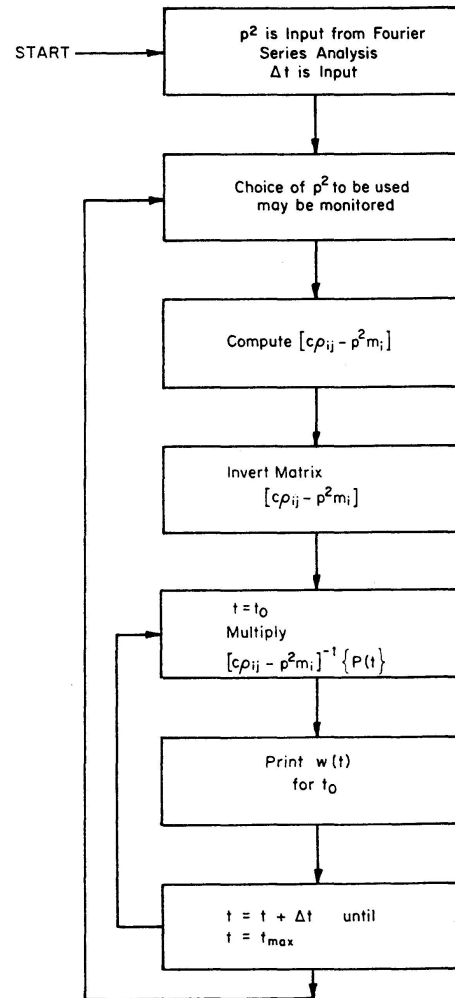 p² is Input from Fourier
START
Series Analysis
Δt is Input
Choice of p² to be used
may be monitored
Compute [cρij – p²mi]
Invert Matrix
[cρij – p²mi]
t = t0
Multiply
[cρij – p²mi]⁻¹ {P(t}
Print w(t)
for t0
t = t + Δt until
t = tmax